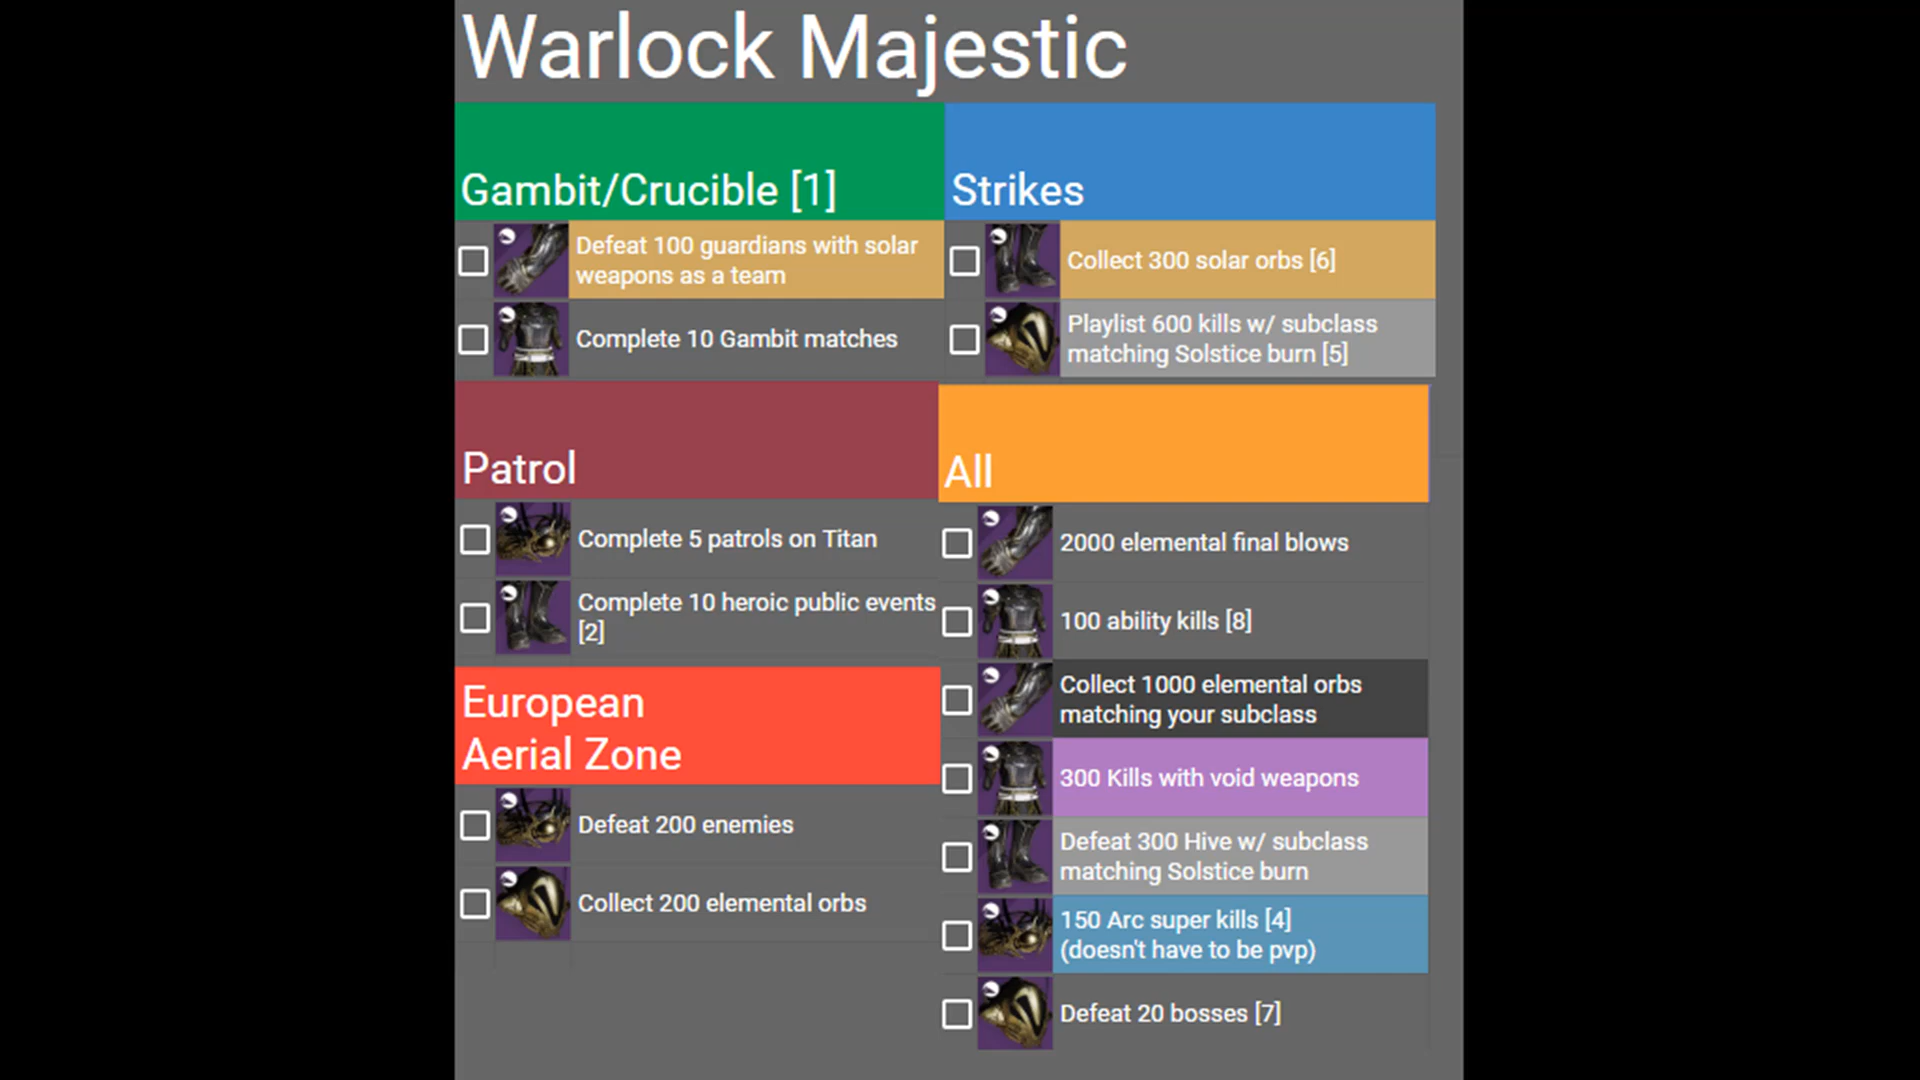 Warlock Majestic
Gambit/Crucible [1]
Defeat 100 guardians with solar
weapons as a team
Complete 10 Gambit matches
Strikes
Collect 300 solar orbs [6]
Playlist 600 kills w/ subclass
matching Solstice burn [5]
Patrol
Complete 5 patrols on Titan
Complete 10 heroic public events
[2]
European
Aerial Zone
Defeat 200 enemies
Collect 200 elemental orbs
All
2000 elemental final blows
100 ability kills [8]
Collect 1000 elemental orbs
matching your subclass
300 Kills with void weapons
Defeat 300 Hive w/ subclass
matching Solstice burn
150 Arc super kills [4]
(doesn't have to be pvp)
Defeat 20 bosses [7]